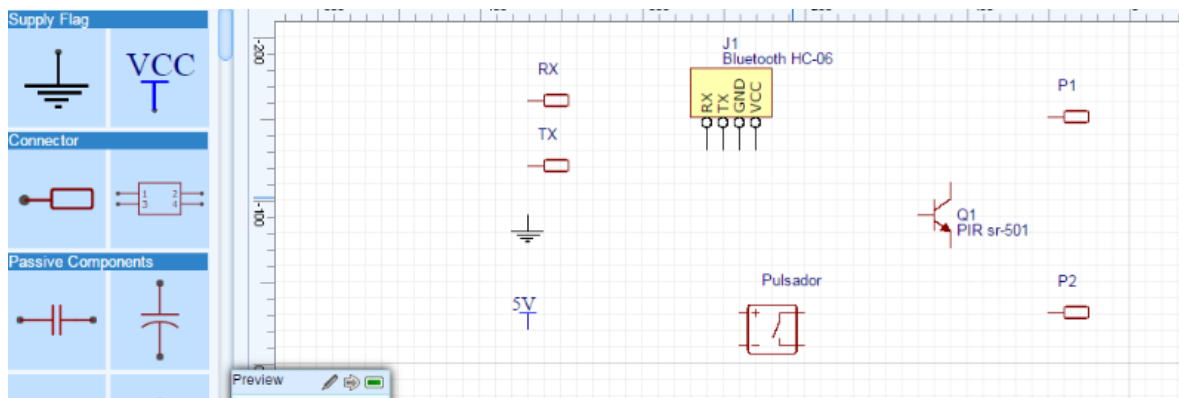 Supply Flag
VCC
Connector
1 2
3 4
Passive Components
-200
-100
J1
Bluetooth HC-06
RX
TX
GND
VCC
RX
TX
P1
Q1
PIR sr-501
5V
Pulsador
+
-
P2
Preview